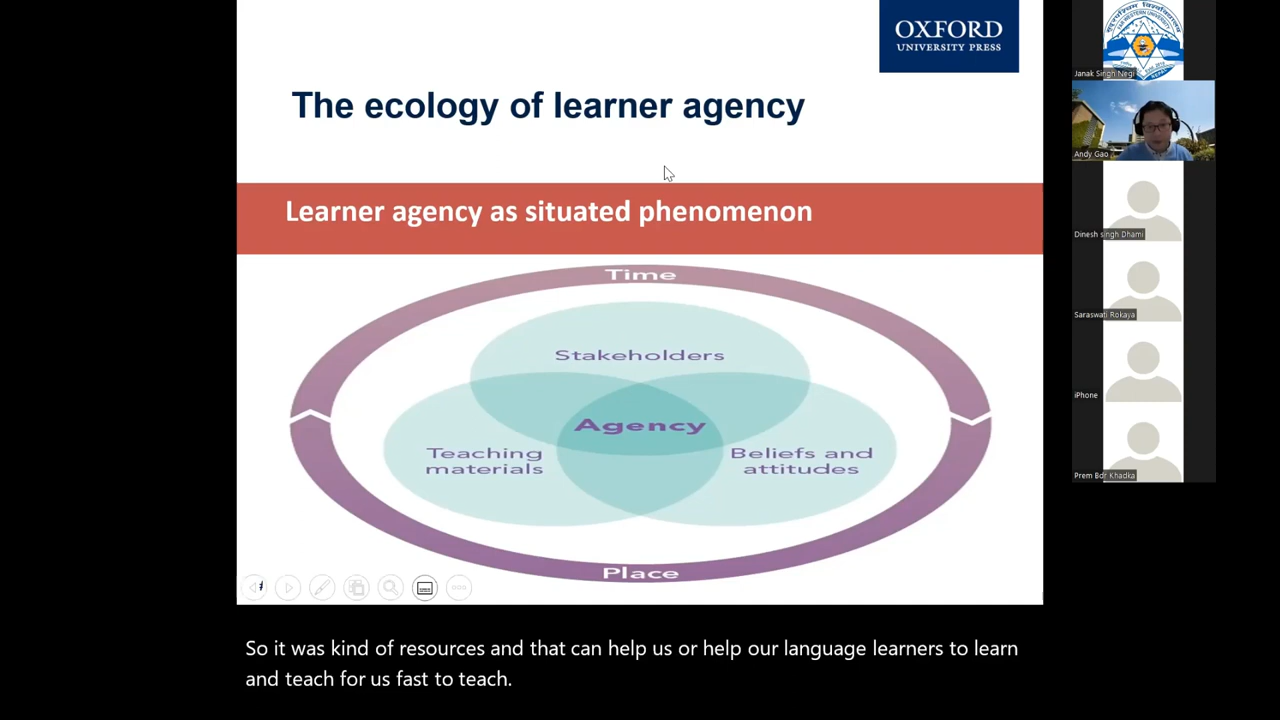 OXFORD
UNIVERSITY PRESS
The ecology of learner agency
Learner agency as situated phenomenon
Time
Stakeholders
Agency
Teaching
materials
Beliefs and
attitudes
Place
So it was kind of resources and that can help us or help our language learners to learn
and teach for us fast to teach.
Janak Singh Negi
Andy Gao
Dinesh singh Dhami
Saraswati Rokaya
iPhone
Prem Bdr Khadka